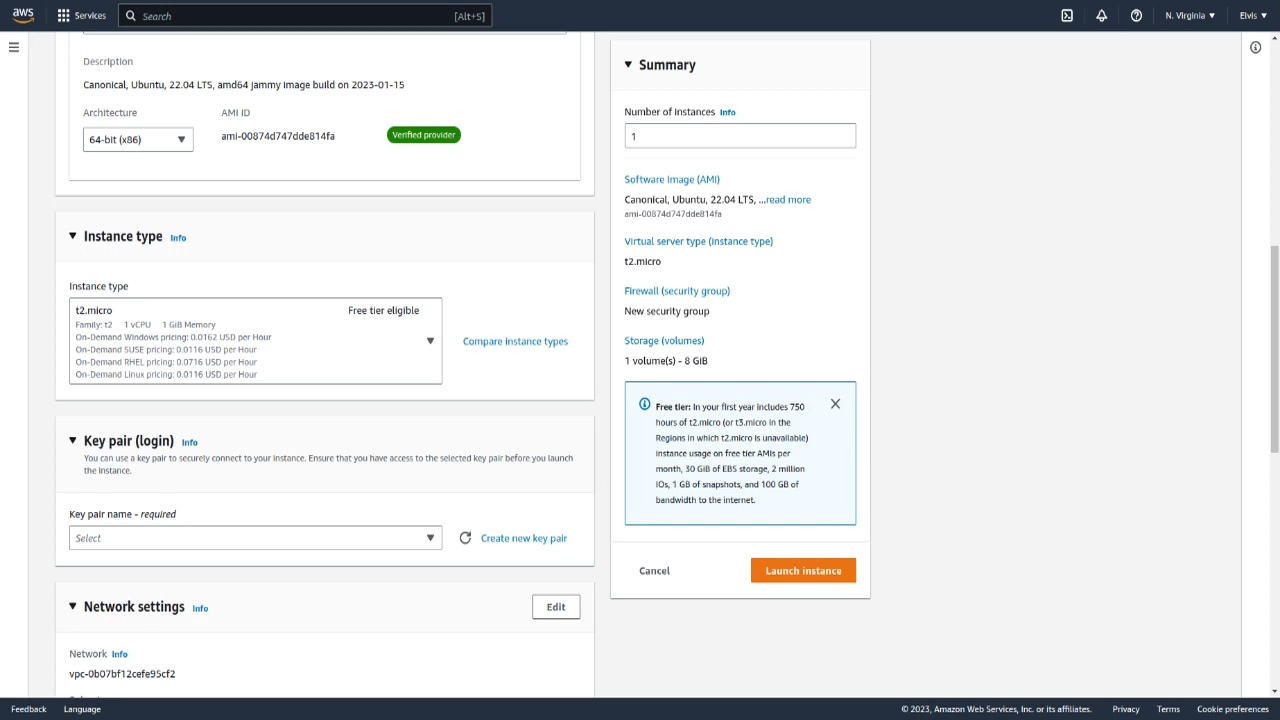 aws
Services
Search
[Alt+S]
N. Virginia
Elvis
Description
Canonical, Ubuntu, 22.04 LTS, amd64 jammy image build on 2023-01-15
Architecture
AMI ID
64-bit (x86)
ami-00874d747dde814fa
Verified provider
Instance type
Info
Instance type
t2.micro
Free tier eligible
Family: t2 1 vCPU 1 GiB Memory
On-Demand Windows pricing: 0.0162 USD per Hour
On-Demand SUSE pricing: 0.0116 USD per Hour
On-Demand RHEL pricing: 0.0716 USD per Hour
On-Demand Linux pricing: 0.0116 USD per Hour
Compare instance types
Key pair (login)
Info
You can use a key pair to securely connect to your instance. Ensure that you have access to the selected key pair before you launch
the instance.
Key pair name - required
Select
Create new key pair
Network settings
Info
Edit
Network
Info
vpc-0b07bf12cefe95cf2
Summary
Number of instances
Info
1
Software Image (AMI)
Canonical, Ubuntu, 22.04 LTS, ...read more
ami-00874d747dde814fa
Virtual server type (instance type)
t2.micro
Firewall (security group)
New security group
Storage (volumes)
1 volume(s) - 8 GiB
Free tier: In your first year includes 750
hours of t2.micro (or t3.micro in the
Regions in which t2.micro is unavailable)
instance usage on free tier AMIs per
month, 30 GiB of EBS storage, 2 million
IOs, 1 GB of snapshots, and 100 GB of
bandwidth to the internet.
Cancel
Launch instance
Feedback
Language
© 2023, Amazon Web Services, Inc. or its affiliates.
Privacy
Terms
Cookie preferences